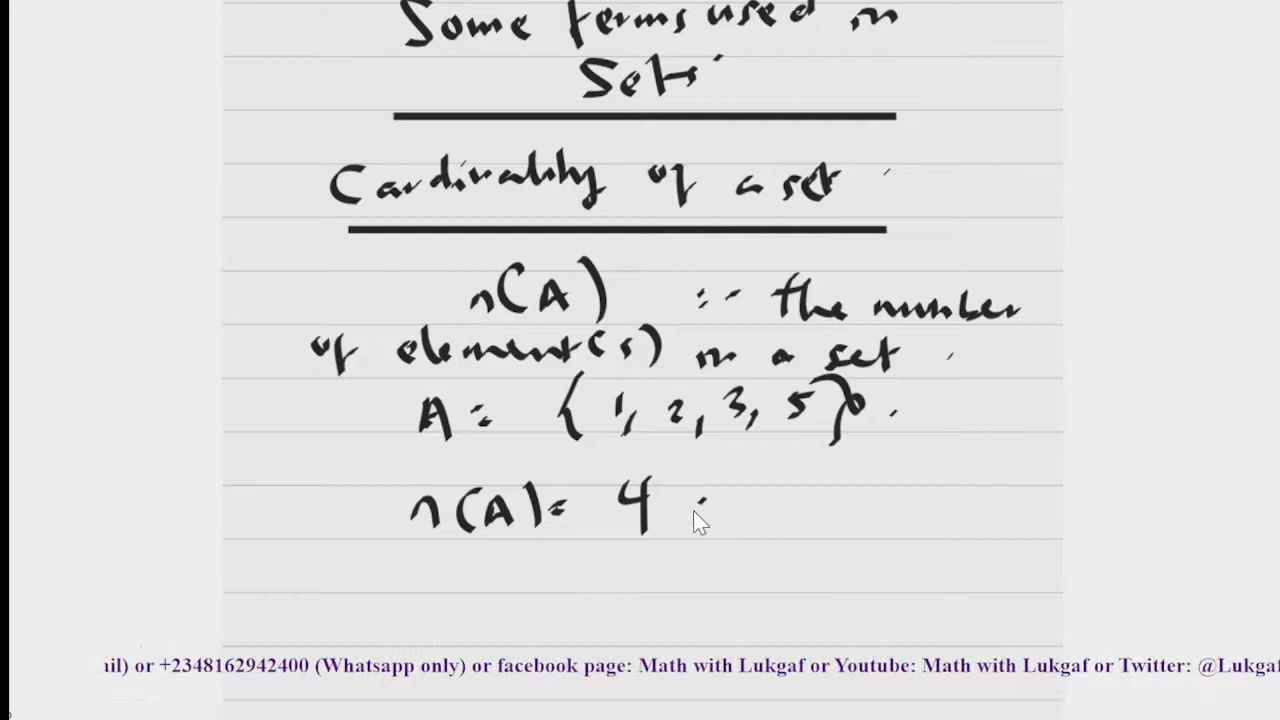 Some terms used in
Sets.
Cardinality of a set.
n(A) :- the number
of element(s) in a set.
A = { 1, 2, 3, 5 }.
n(A) = 4.
ail) or +2348162942400 (Whatsapp only) or facebook page: Math with Lukgaf or Youtube: Math with Lukgaf or Twitter: @Lukgaf